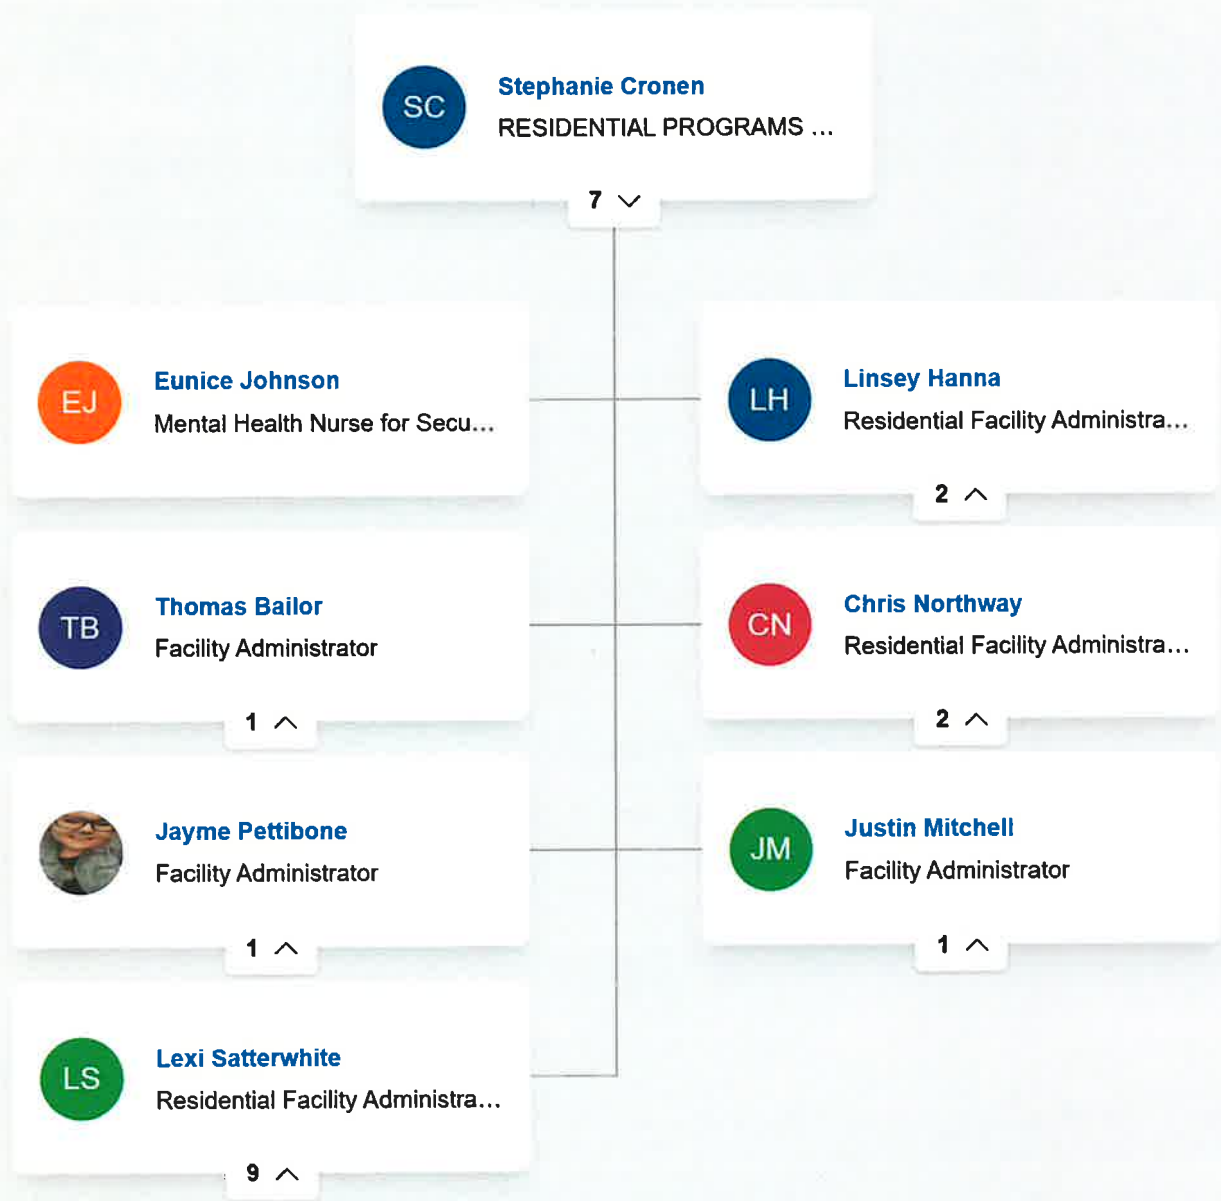 SC
Stephanie Cronen
RESIDENTIAL PROGRAMS ...
7
EJ
Eunice Johnson
Mental Health Nurse for Secu...
LH
Linsey Hanna
Residential Facility Administra...
2
TB
Thomas Bailor
Facility Administrator
1
CN
Chris Northway
Residential Facility Administra...
2
Jayme Pettibone
Facility Administrator
1
JM
Justin Mitchell
Facility Administrator
1
LS
Lexi Satterwhite
Residential Facility Administra...
9